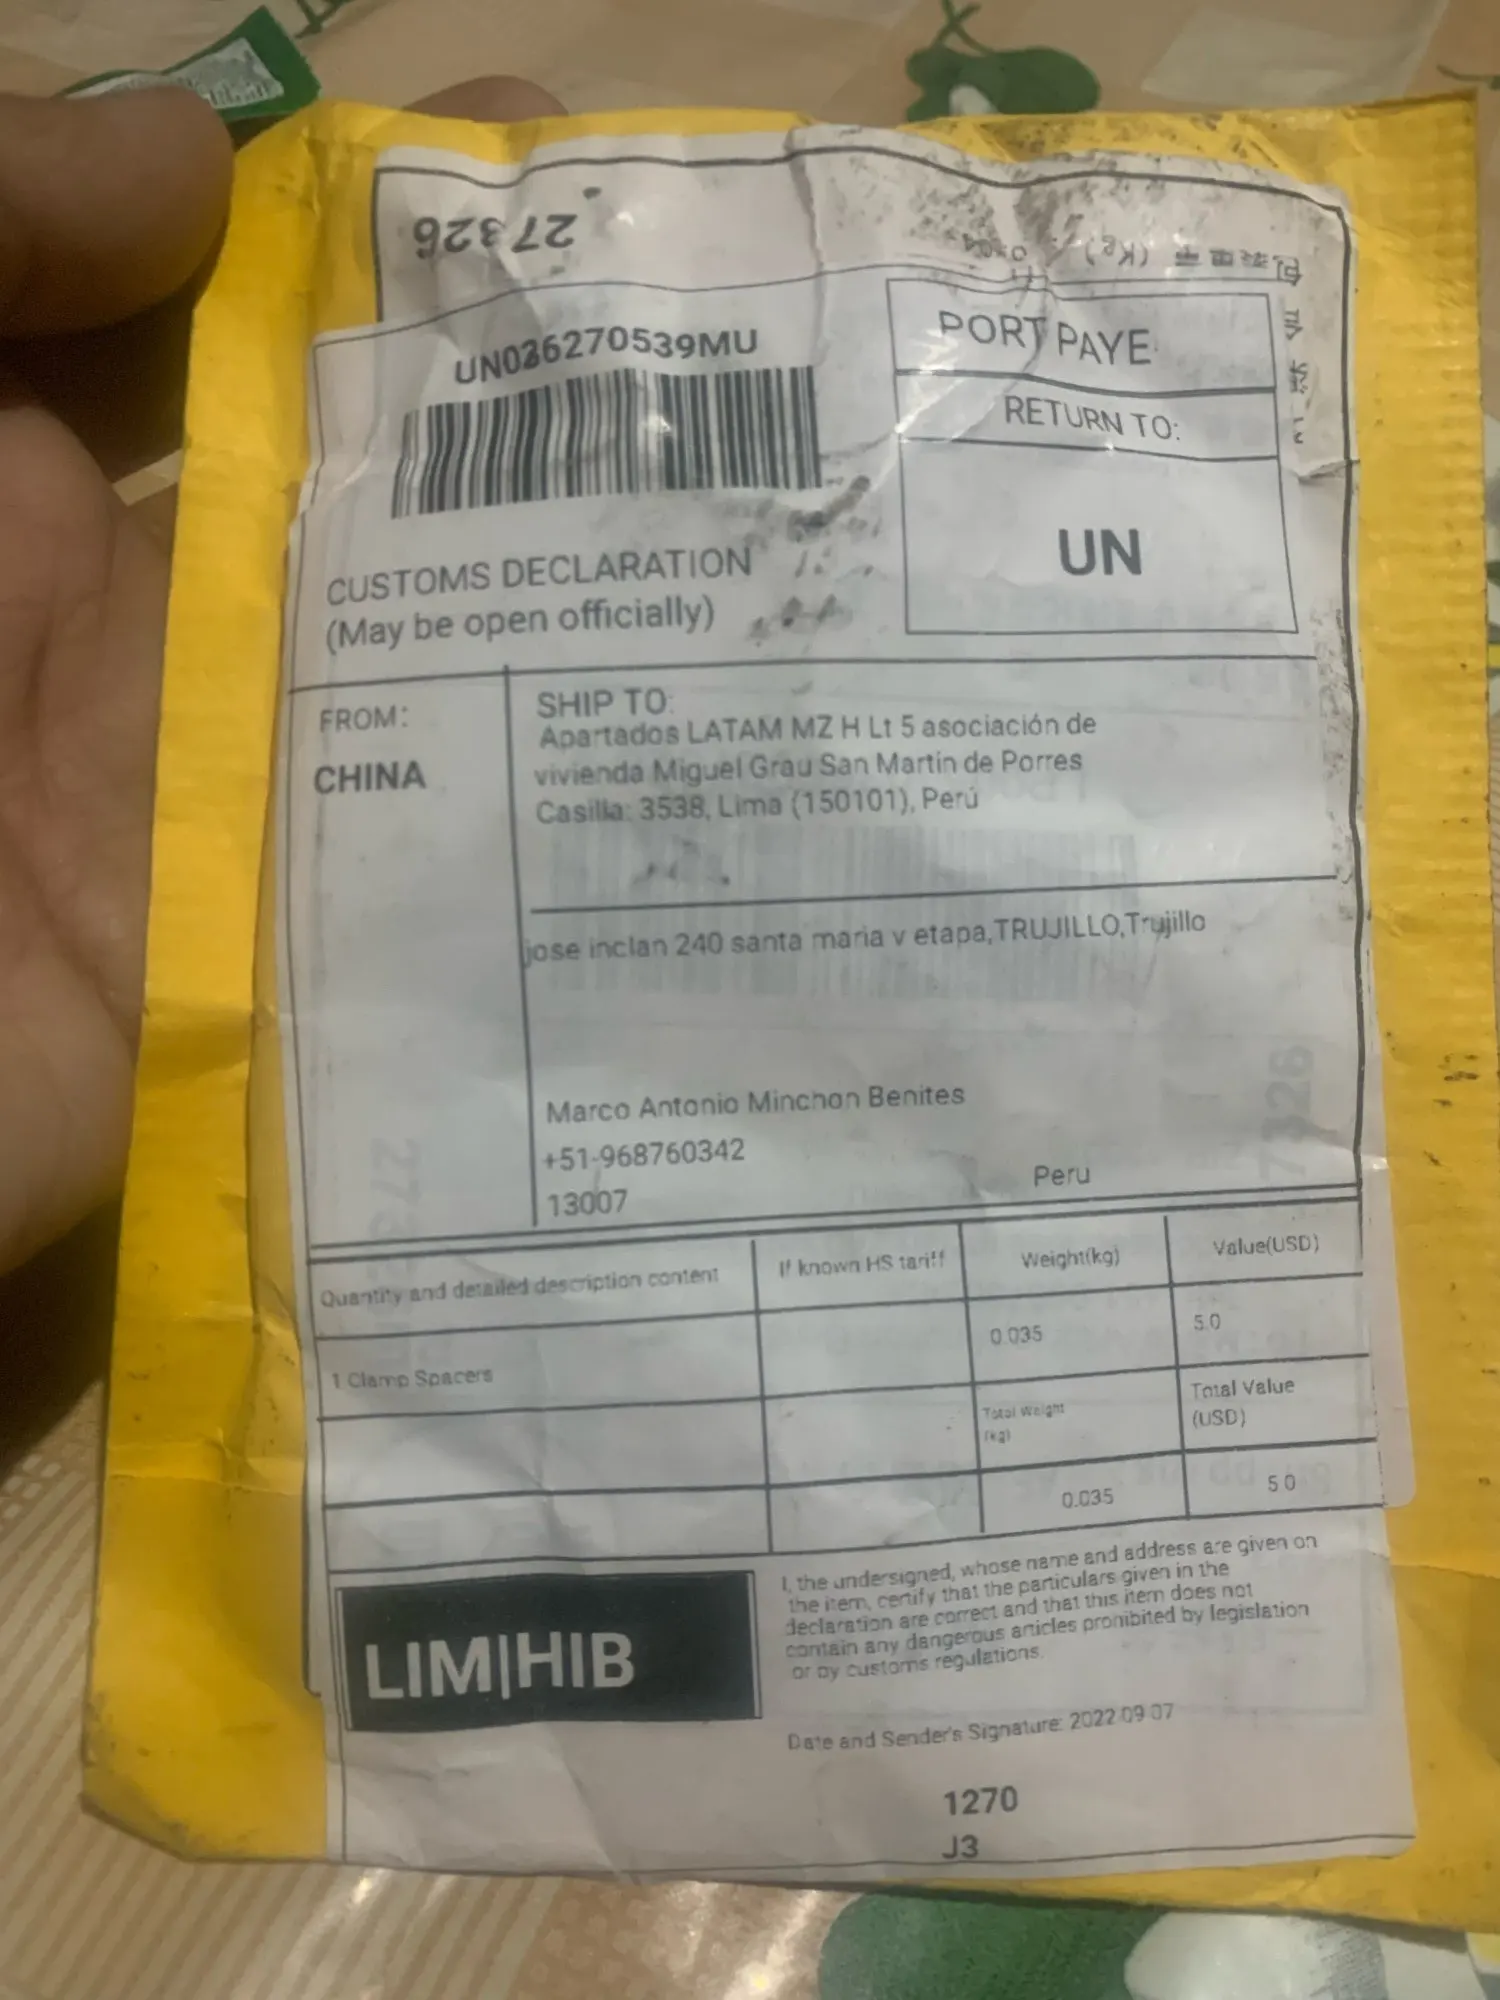 27326
(Kg)
UN036270539MU
PORT PAYE
RETURN TO:
UN
CUSTOMS DECLARATION
(May be open officially)
FROM:
CHINA
SHIP TO:
Apartados LATAM MZ H Lt 5 asociación de
vivienda Miguel Grau San Martin de Porres
Casilla: 3538, Lima (150101), Perú
jose inclan 240 santa maria v etapa,TRUJILLO,Trujillo
Marco Antonio Minchon Benites
+51-968760342
13007
Peru
Quantity and detailed description content
If known HS tariff
Weight(kg)
Value(USD)
1 Clamp Spacers
0.035
5.0
Total Weight
(kg)
Total Value
(USD)
0.035
5.0
LIM|HIB
I, the undersigned, whose name and address are given on
the item, certify that the particulars given in the
declaration are correct and that this item does not
contain any dangerous articles prohibited by legislation
or by customs regulations.
Date and Sender's Signature: 2022 09 07
1270
J3